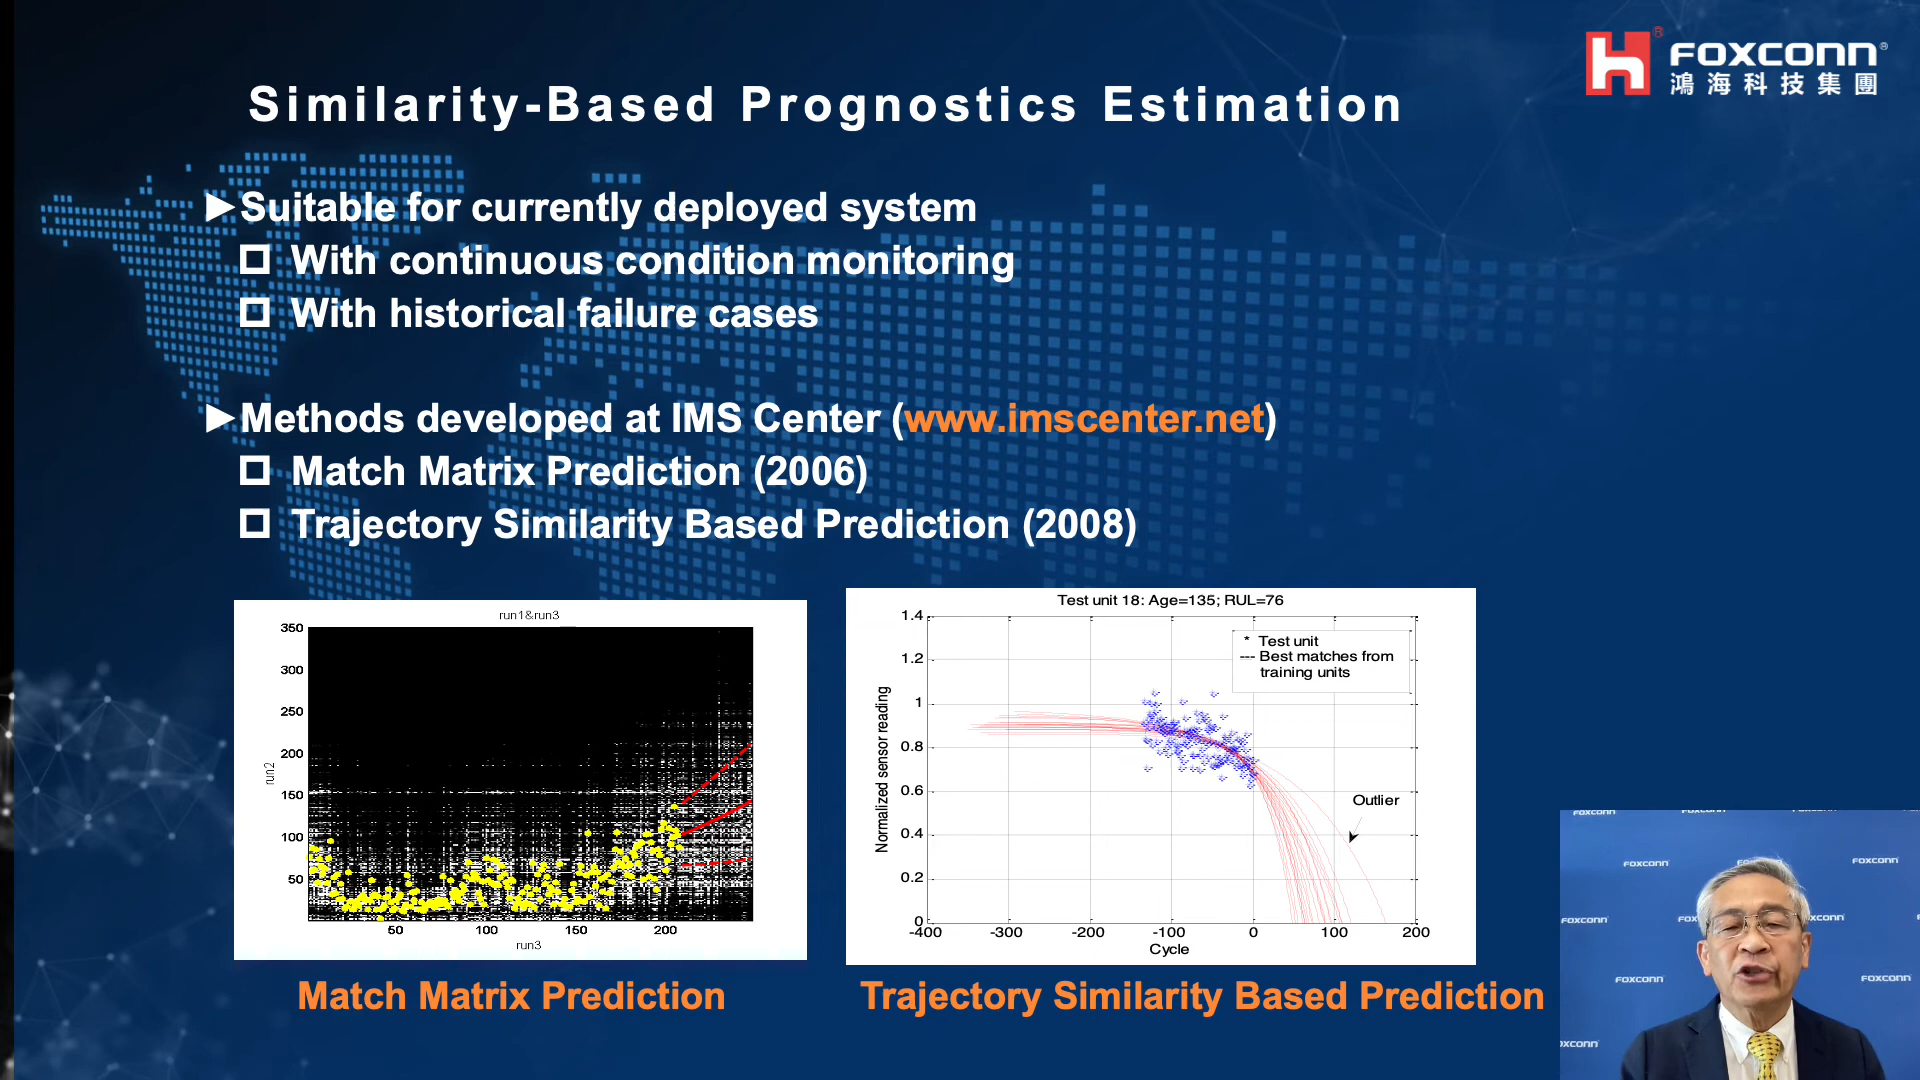 FOXCONN®
鴻海科技集團
Similarity-Based Prognostics Estimation
►Suitable for currently deployed system
With continuous condition monitoring
With historical failure cases
►Methods developed at IMS Center (www.imscenter.net)
Match Matrix Prediction (2006)
Trajectory Similarity Based Prediction (2008)
run1&run3
350
300
250
200
150
100
50
run2
50 100 150 200
run3
Match Matrix Prediction
Test unit 18: Age=135; RUL=76
1.4
1.2
1
0.8
0.6
0.4
0.2
0
Normalized sensor reading
* Test unit
--- Best matches from
training units
Outlier
-400 -300 -200 -100 0 100 200
Cycle
Trajectory Similarity Based Prediction
FOXCONN
FOXCONN
FOXCONN
FOXCONN
FOXCONN